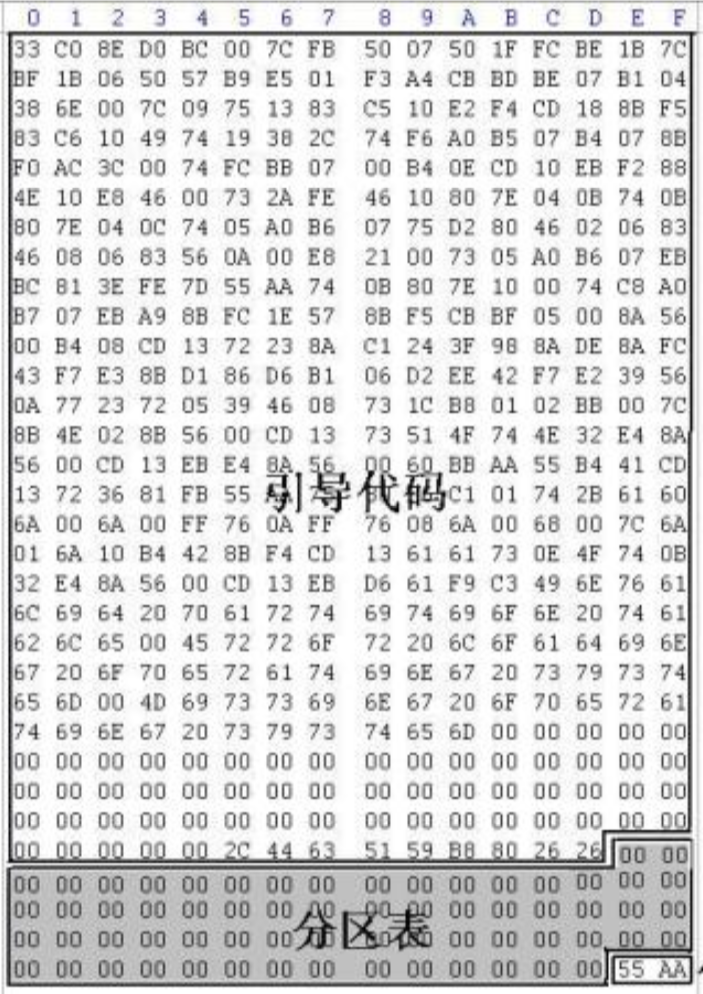 0 1 2 3 4 5 6 7 8 9 A B C D E F
33 C0 8E D0 BC 00 7C FB 50 07 50 1F FC BE 1B 7C
BF 1B 06 50 57 B9 E5 01 F3 A4 CB BD BE 07 B1 04
38 6E 00 7C 09 75 13 83 C5 10 E2 F4 CD 18 8B F5
83 C6 10 49 74 19 38 2C 74 F6 A0 B5 07 B4 07 8B
F0 AC 3C 00 74 FC BB 07 00 B4 0E CD 10 EB F2 88
4E 10 E8 46 00 73 2A FE 46 10 80 7E 04 0B 74 0B
80 7E 04 0C 74 05 A0 B6 07 75 D2 80 46 02 06 83
46 08 06 83 56 0A 00 E8 21 00 73 05 A0 B6 07 EB
BC 81 3E FE 7D 55 AA 74 0B 80 7E 10 00 74 C8 A0
B7 07 EB A9 8B FC 1E 57 8B F5 CB BF 05 00 8A 56
00 B4 08 CD 13 72 23 8A C1 24 3F 98 8A DE 8A FC
43 F7 E3 8B D1 86 D6 B1 06 D2 EE 42 F7 E2 39 56
0A 77 23 72 05 39 46 08 73 1C B8 01 02 BB 00 7C
8B 4E 02 8B 56 00 CD 13 73 51 4F 74 4E 32 E4 8A
56 00 CD 13 EB E4 8A 56 00 60 BB AA 55 B4 41 CD
13 72 36 81 FB 55 C1 01 74 2B 61 60
引导代码
6A 00 6A 00 FF 76 0A FF 76 08 6A 00 68 00 7C 6A
01 6A 10 B4 42 8B F4 CD 13 61 61 73 0E 4F 74 0B
32 E4 8A 56 00 CD 13 EB D6 61 F9 C3 49 6E 76 61
6C 69 64 20 70 61 72 74 69 74 69 6F 6E 20 74 61
62 6C 65 00 45 72 72 6F 72 20 6C 6F 61 64 69 6E
67 20 6F 70 65 72 61 74 69 6E 67 20 73 79 73 74
65 6D 00 4D 69 73 73 69 6E 67 20 6F 70 65 72 61
74 69 6E 67 20 73 79 73 74 65 6D 00 00 00 00 00
00 00 00 00 00 00 00 00 00 00 00 00 00 00 00 00
00 00 00 00 00 00 00 00 00 00 00 00 00 00 00 00
00 00 00 00 00 00 00 00 00 00 00 00 00 00 00 00
00 00 00 00 00 2C 44 63 51 59 B8 80 26 26 00 00
00 00 00 00 00 00 00 00 00 00 00 00 00 00 00 00
00 00 00 00 00 00 00 00 00 00 00 00 00 00 00 00
分区表
00 00 00 00 00 00 00 00 00 00 00 00 00 00
00 00 00 00 00 00 00 00 00 00 00 00 00 00 55 AA